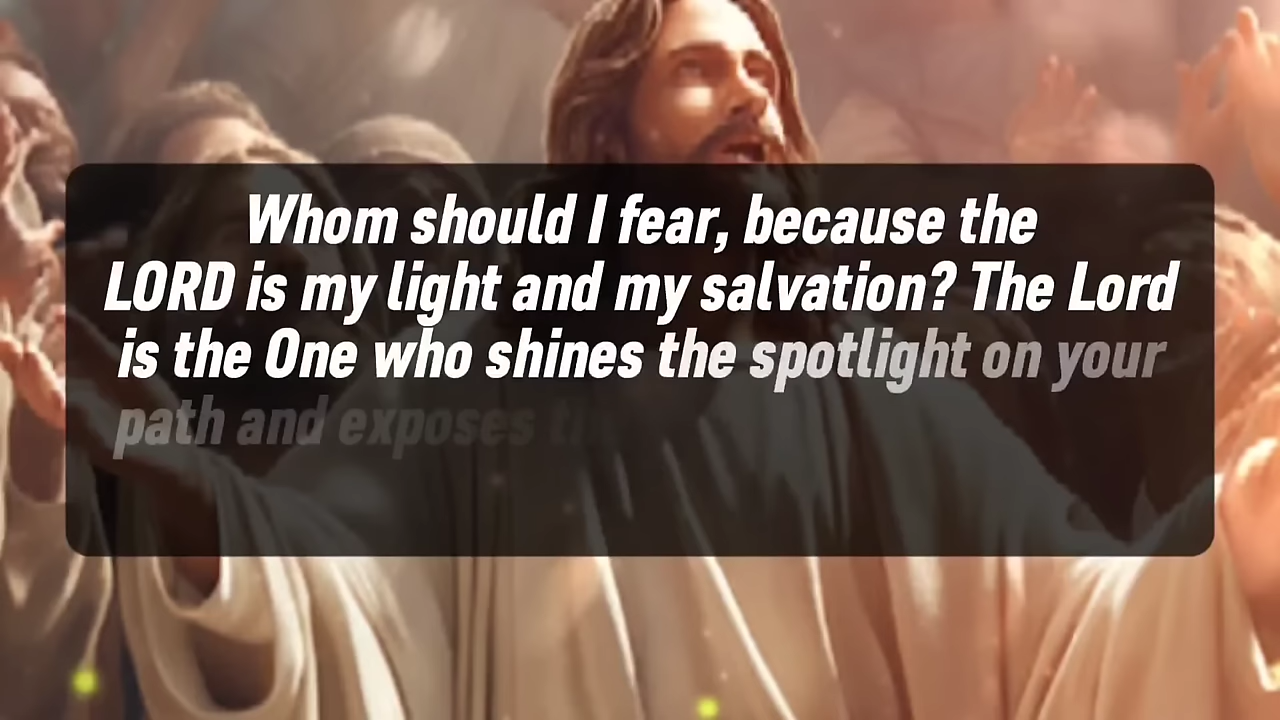 Whom should I fear, because the
LORD is my light and my salvation? The Lord
is the One who shines the spotlight on your
path and exposes